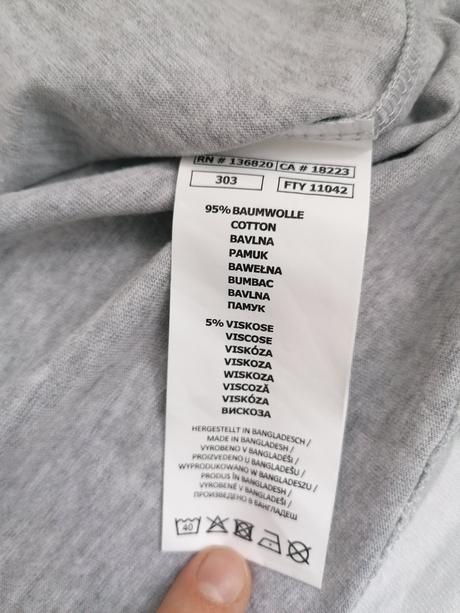 RN # 136820 CA # 18223
303 FTY 11042
95% BAUMWOLLE
COTTON
BAVLNA
PAMUK
BAWEŁNA
BUMBAC
BAVLNA
ПАМУК
5% VISKOSE
VISCOSE
VISKÓZA
VISKOZA
WISKOZA
VISCOZĂ
VISKÓZA
ВИСКОЗА
HERGESTELLT IN BANGLADESCH /
MADE IN BANGLADESH /
VYROBENO V BANGLADÉŠI /
PROIZVEDENO U BANGLADEŠU /
WYPRODUKOWANO W BANGLADESZU /
PRODUS ÎN BANGLADESH /
VYROBENÉ V BANGLADÉŠI /
ПРОИЗВЕДЕНО В БАНГЛАДЕШ
40